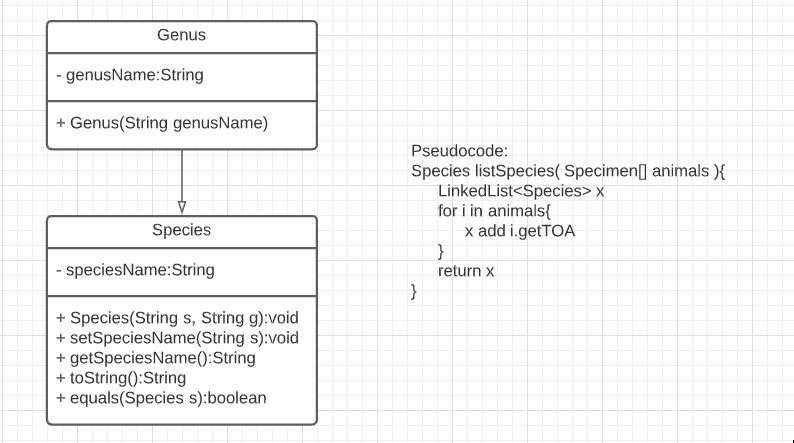 Genus
- genusName:String
+ Genus(String genusName)
Species
- speciesName:String
+ Species(String s, String g):void
+ setSpeciesName(String s):void
+ getSpeciesName():String
+ toString():String
+ equals(Species s):boolean
Pseudocode:
Species listSpecies( Specimen[] animals ){
LinkedList<Species> x
for i in animals{
x add i.getTOA
}
return x
}